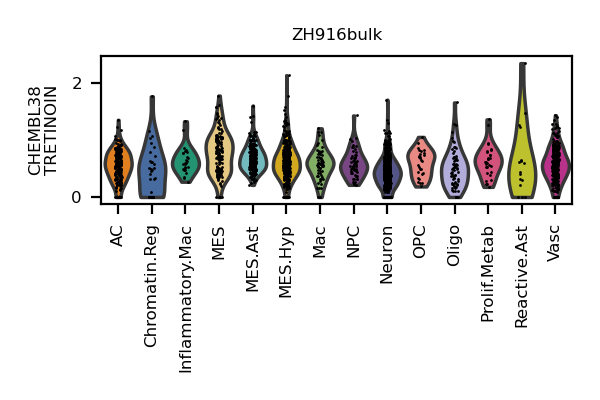 ZH916bulk
CHEMBL38
TRETINOIN
2
0
AC
Chromatin.Reg
Inflammatory.Mac
MES
MES.Ast
MES.Hyp
Mac
NPC
Neuron
OPC
Oligo
Prolif.Metab
Reactive.Ast
Vasc